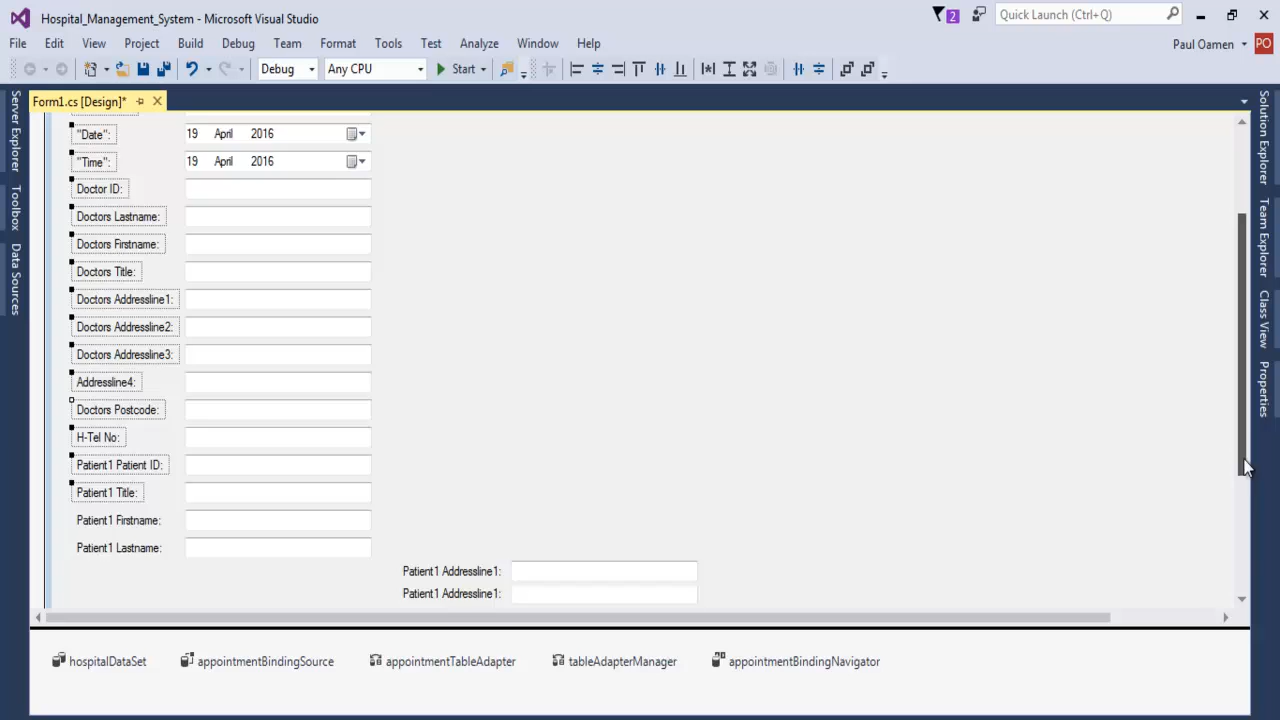 Hospital_Management_System - Microsoft Visual Studio
2
Quick Launch (Ctrl+Q)
File Edit View Project Build Debug Team Format Tools Test Analyze Window Help
Paul Oamen PO
Debug Any CPU Start
Form1.cs [Design]*
Server Explorer
Toolbox
Data Sources
"Date": 19 April 2016
"Time": 19 April 2016
Doctor ID:
Doctors Lastname:
Doctors Firstname:
Doctors Title:
Doctors Addressline1:
Doctors Addressline2:
Doctors Addressline3:
Addressline4:
Doctors Postcode:
H-Tel No:
Patient1 Patient ID:
Patient1 Title:
Patient1 Firstname:
Patient1 Lastname:
Patient1 Addressline1:
Patient1 Addressline1:
Solution Explorer
Team Explorer
Class View
Properties
hospitalDataSet appointmentBindingSource appointmentTableAdapter tableAdapterManager appointmentBindingNavigator